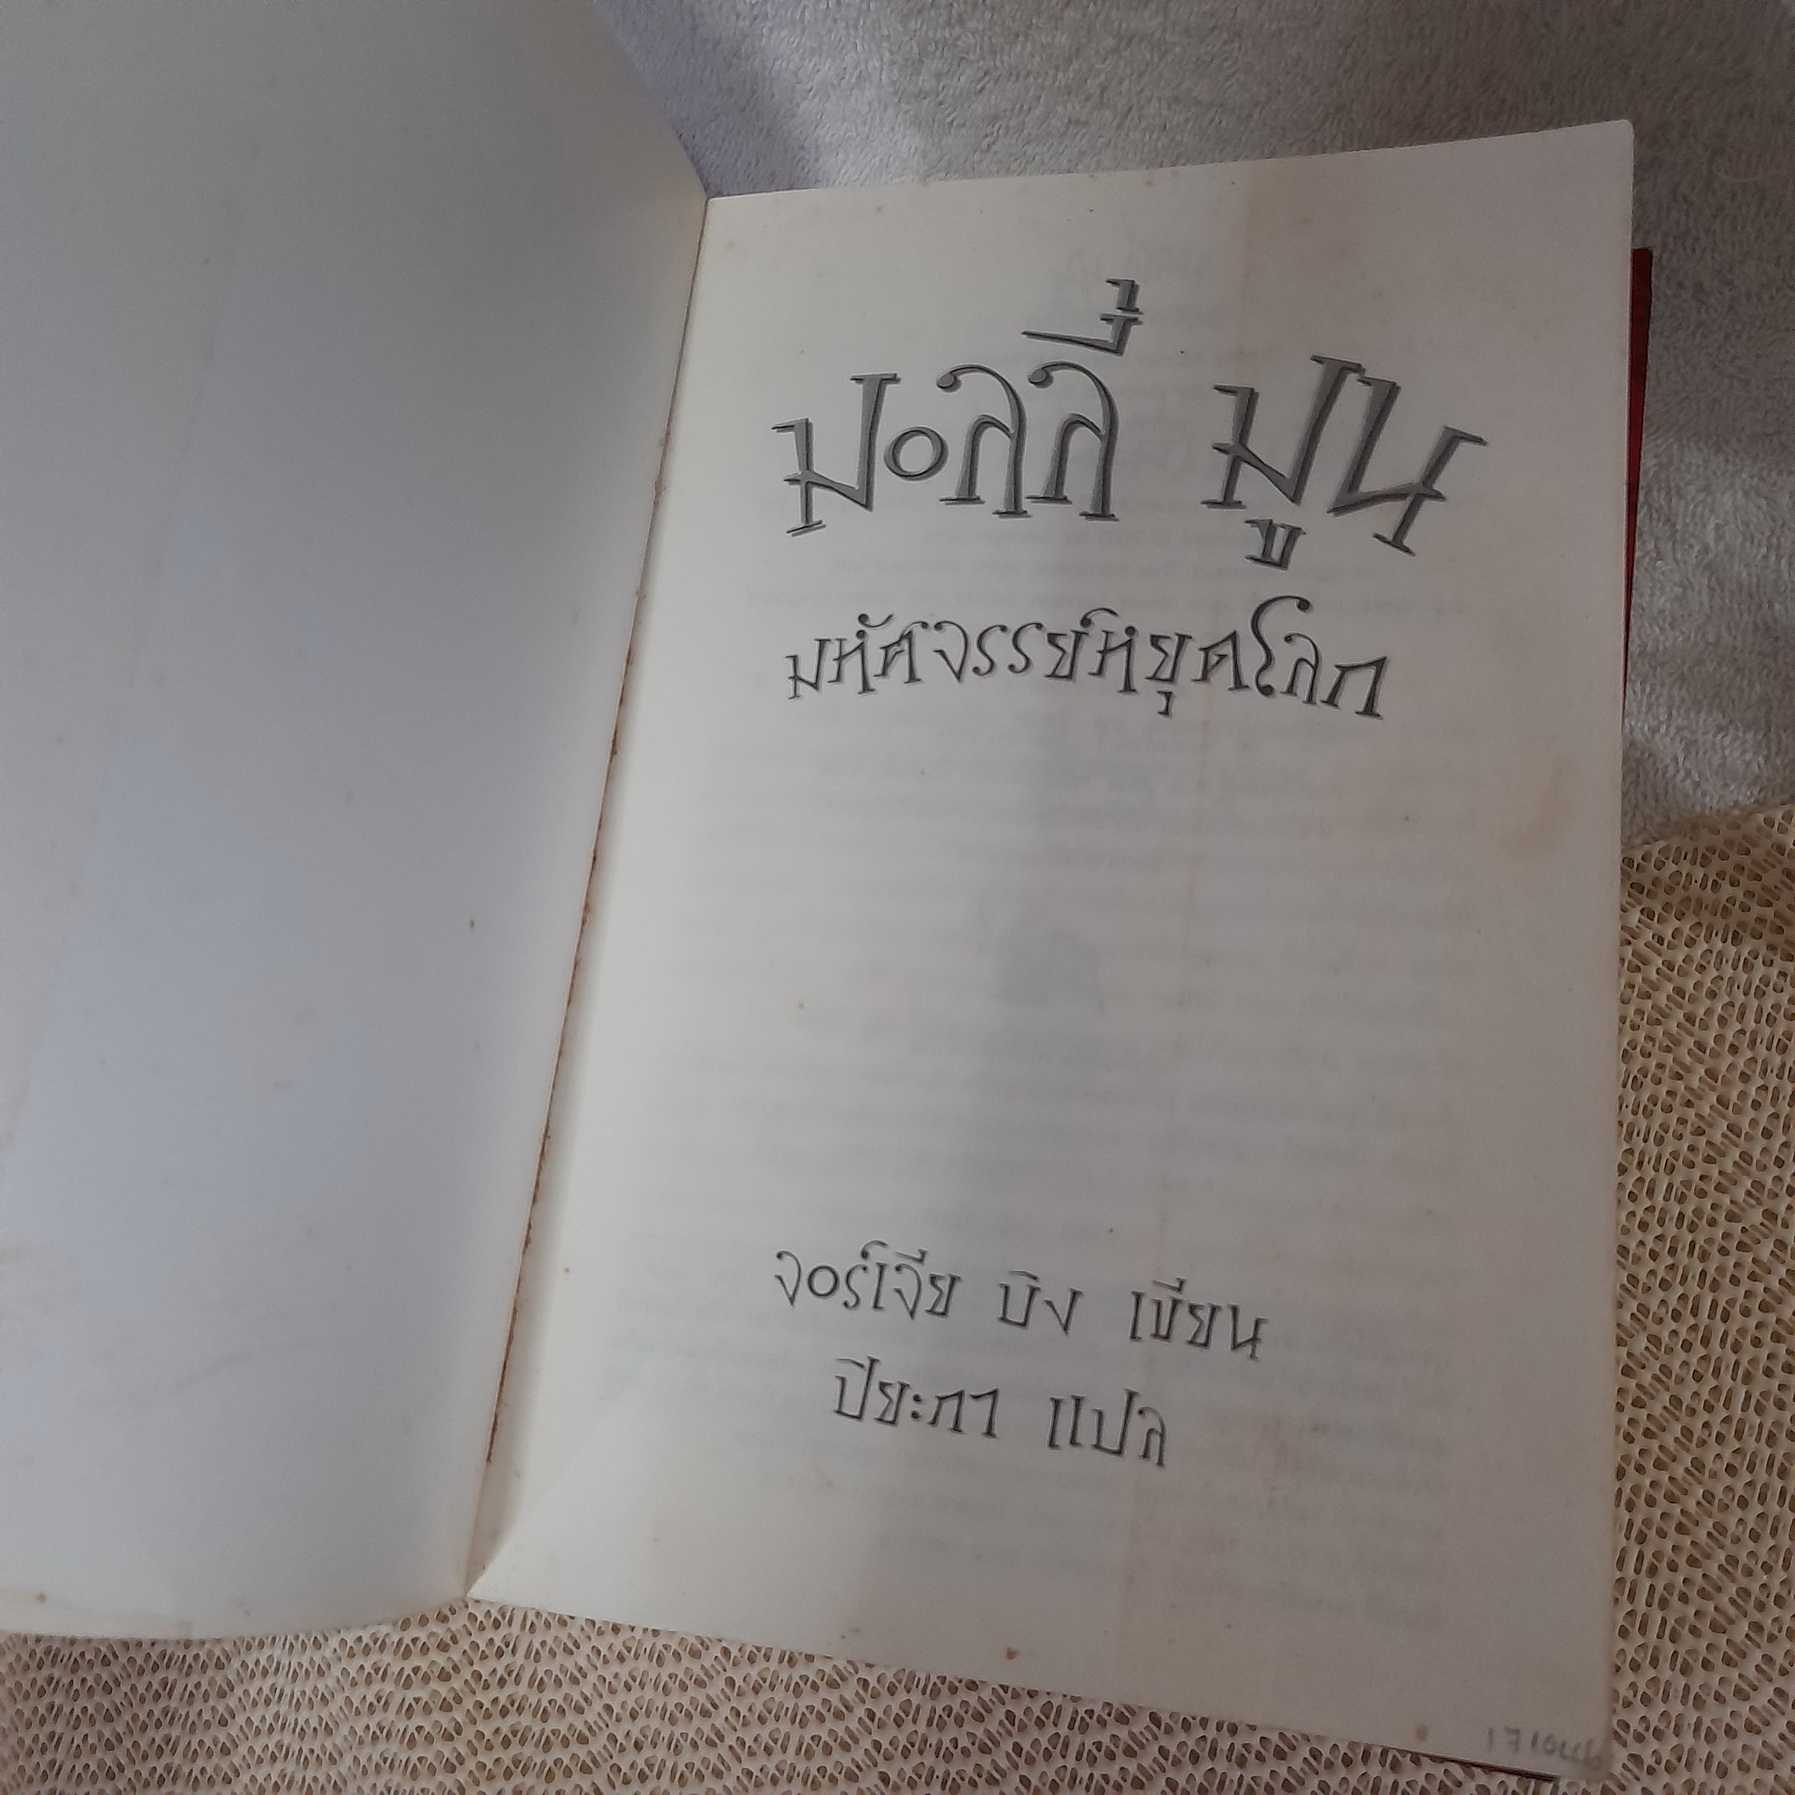 มอลลี่ มูน
มหัศจรรย์หยุดโลก
จอร์เจีย บิง เขียน
ปิยะภา แปล